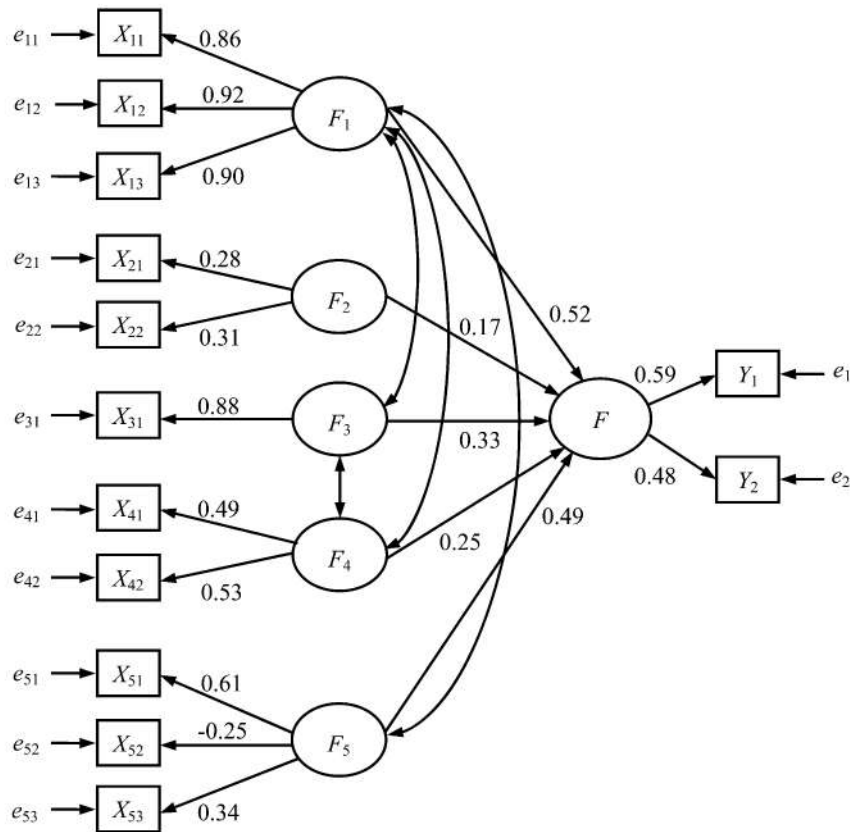 e₁₁ X₁₁ 0.86
e₁₂ X₁₂ 0.92 F₁
e₁₃ X₁₃ 0.90
e₂₁ X₂₁ 0.28
F₂
e₂₂ X₂₂ 0.31
0.17 0.52
0.59 Y₁ e₁
e₃₁ X₃₁ 0.88 F₃ 0.33 F
0.48 Y₂ e₂
e₄₁ X₄₁ 0.49
0.25 0.49
F₄
e₄₂ X₄₂ 0.53
e₅₁ X₅₁ 0.61
e₅₂ X₅₂ -0.25 F₅
e₅₃ X₅₃ 0.34